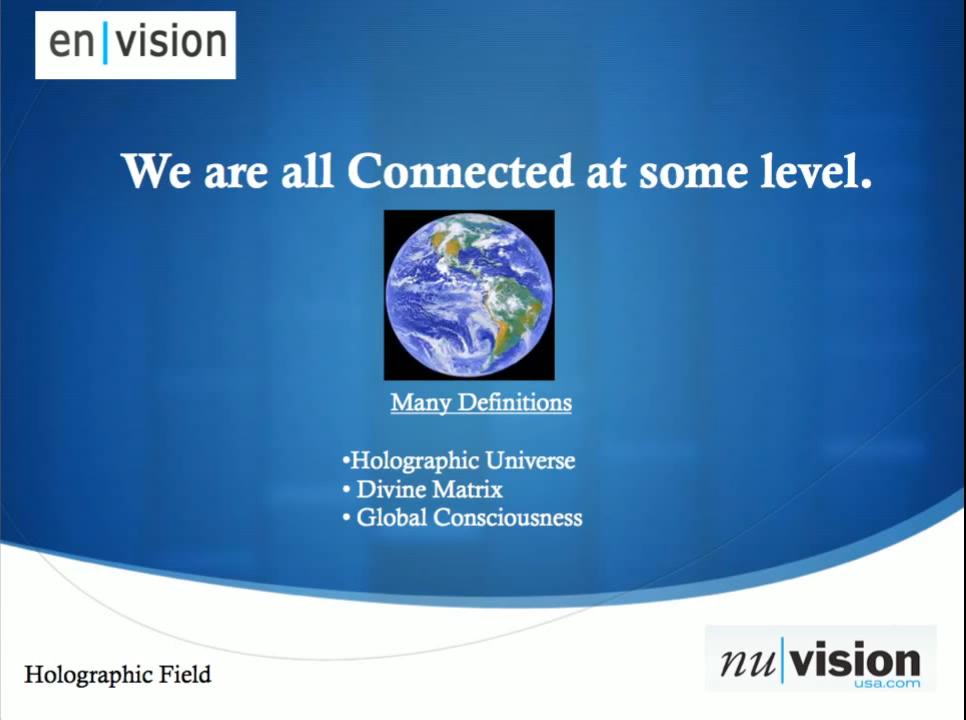 en|vision
We are all Connected at some level.
Many Definitions
•Holographic Universe
• Divine Matrix
• Global Consciousness
Holographic Field
nu|vision
usa.com